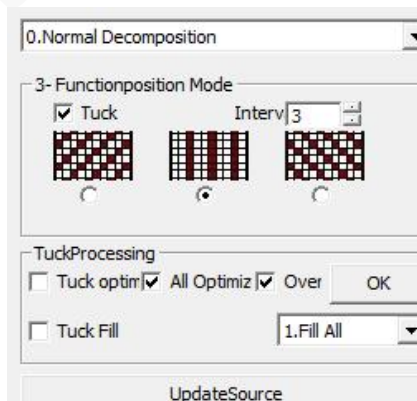 0.Normal Decomposition
3- Functionposition Mode
Tuck Interv 3
TuckProcessing
Tuck optim All Optimiz Over OK
Tuck Fill 1.Fill All
UpdateSource